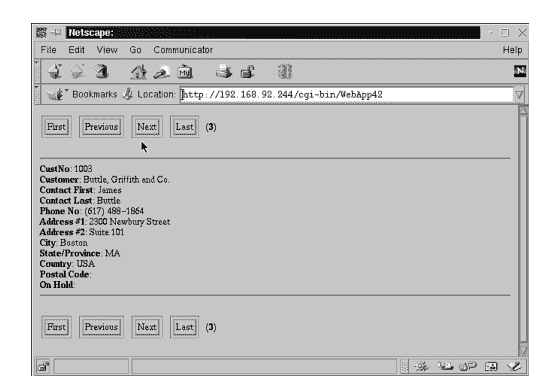 Netscape:
File Edit View Go Communicator Help
Bookmarks Location: http://192.168.92.244/cgi-bin/WebApp42
First Previous Next Last (3)
CustNo: 1003
Customer: Buttle, Griffith and Co.
Contact First: James
Contact Last: Buttle
Phone No: (617) 488-1864
Address #1: 2300 Newbury Street
Address #2: Suite 101
City: Boston
State/Province: MA
Country: USA
Postal Code:
On Hold:
First Previous Next Last (3)